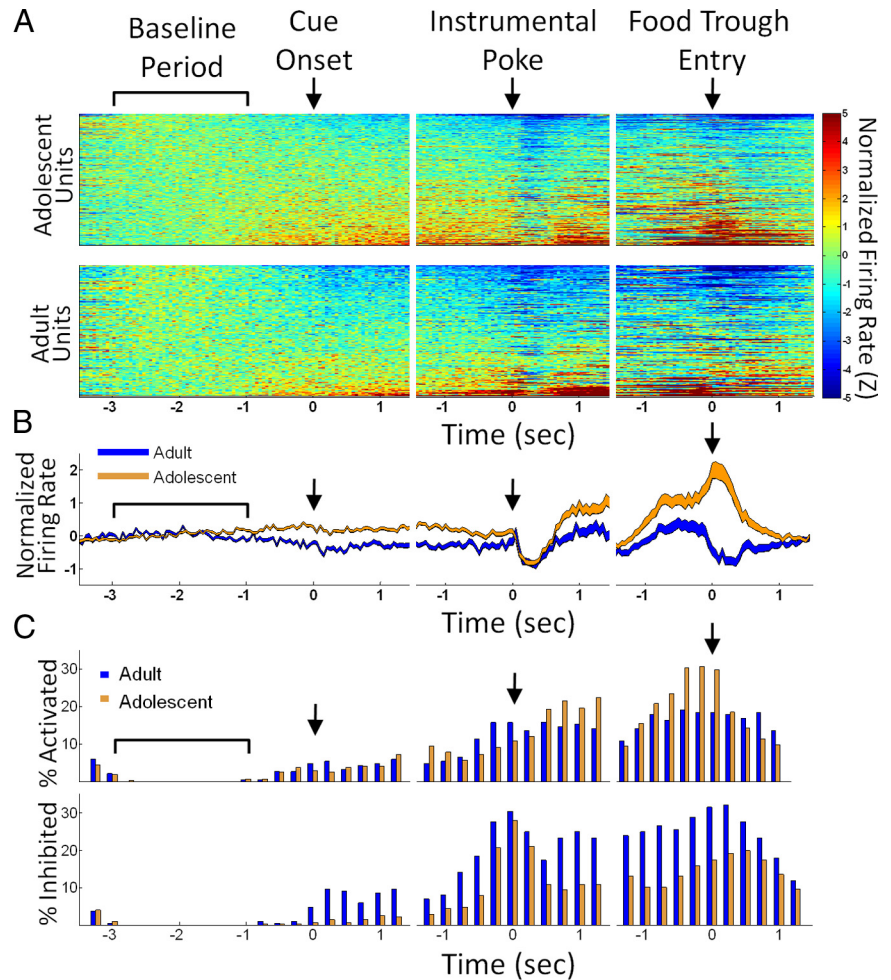 A
Baseline Period
Cue Onset
Instrumental Poke
Food Trough Entry
Adolescent Units
Adult Units
5
4
3
2
1
0
-1
-2
-3
-4
-5
Normalized Firing Rate (Z)
-3 -2 -1 0 1 -1 0 1 -1 0 1
Time (sec)
B
Normalized Firing Rate
2
1
0
-1
Adult
Adolescent
-3 -2 -1 0 1 -1 0 1 -1 0 1
Time (sec)
C
% Activated
30
20
10
Adult
Adolescent
% Inhibited
30
20
10
-3 -2 -1 0 1 -1 0 1 -1 0 1
Time (sec)